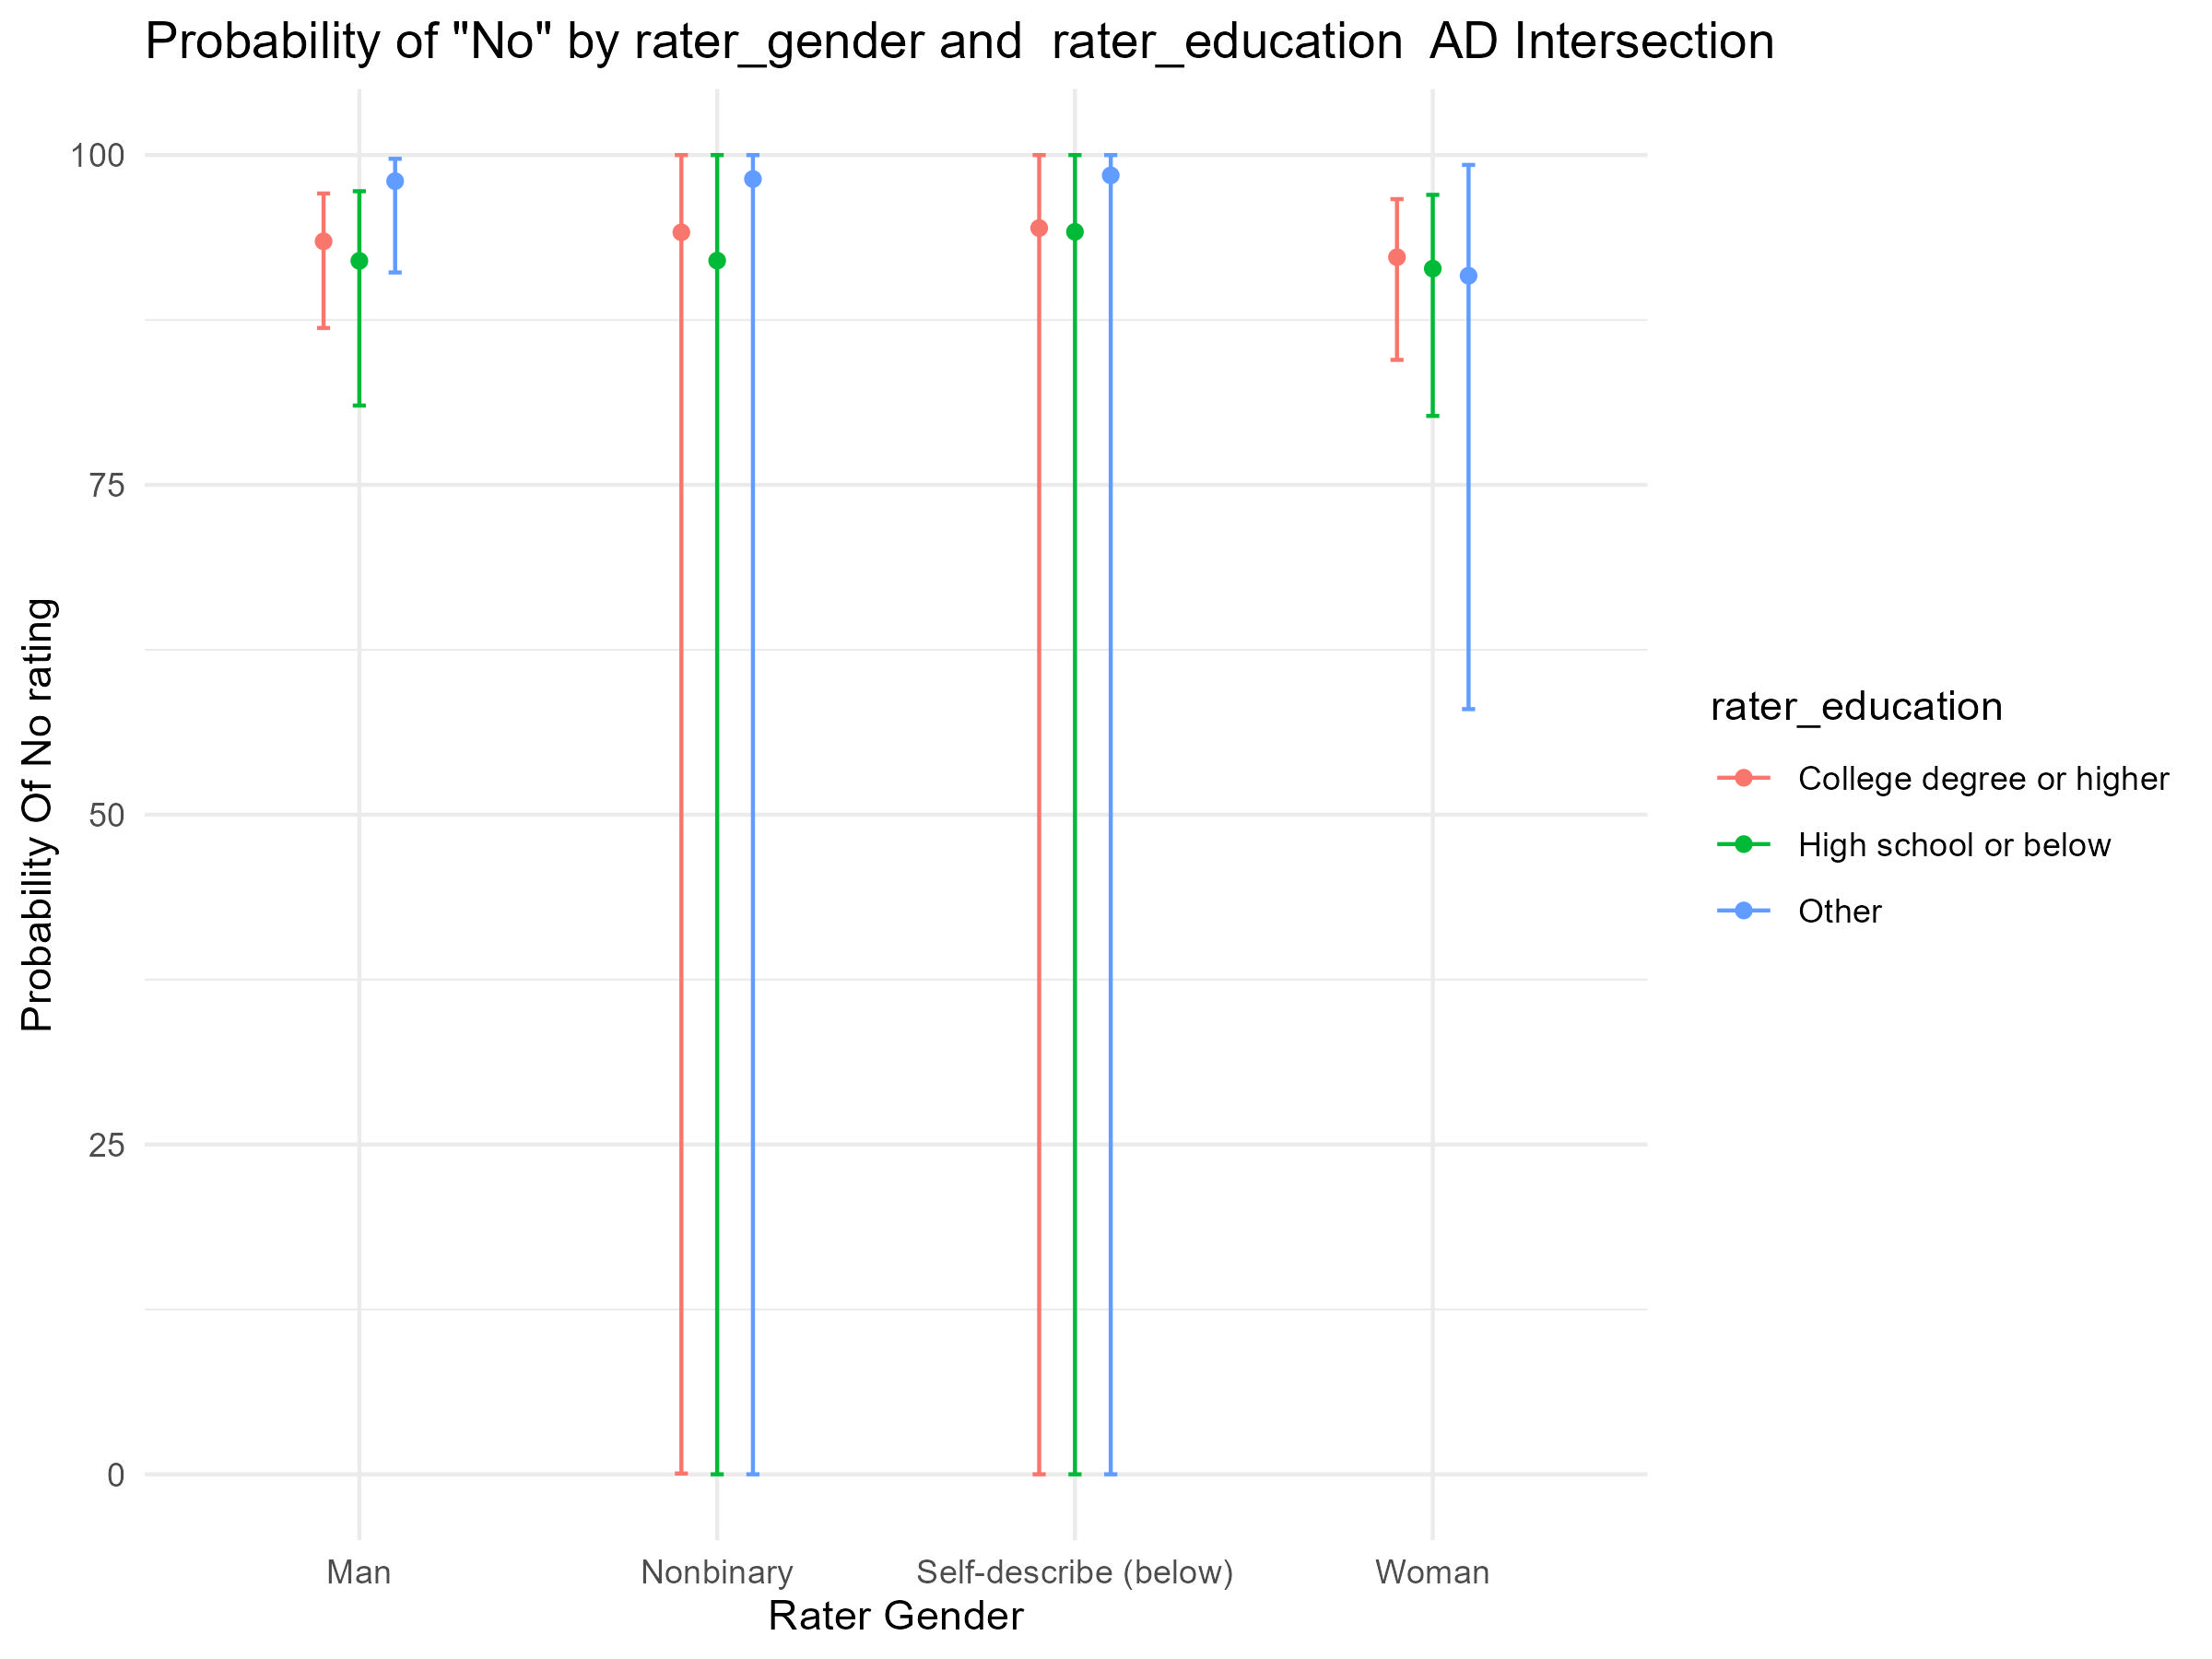 Probability of "No" by rater_gender and  rater_education  AD Intersection
100
75
50
25
0
Probability Of No rating
Man
Nonbinary
Self-describe (below)
Woman
Rater Gender
rater_education
College degree or higher
High school or below
Other